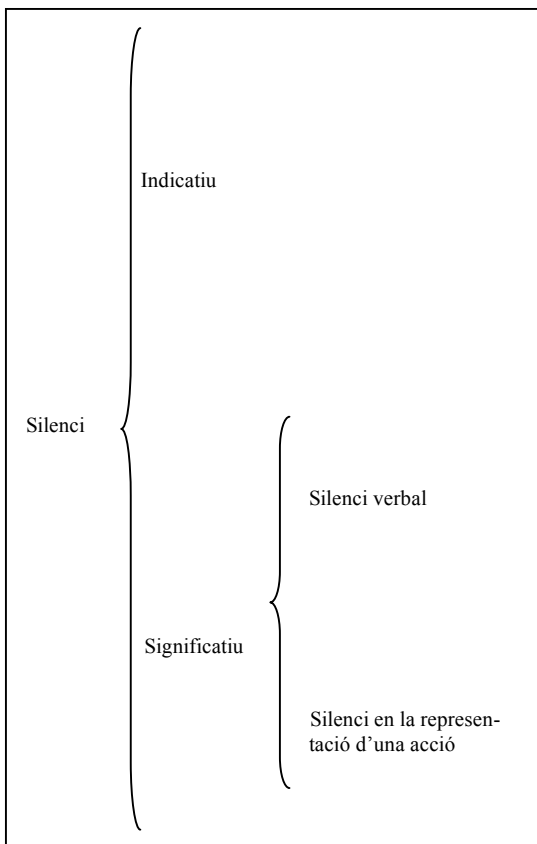 Indicatiu
Silenci
Silenci verbal
Significatiu
Silenci en la represen-
tació d’una acció